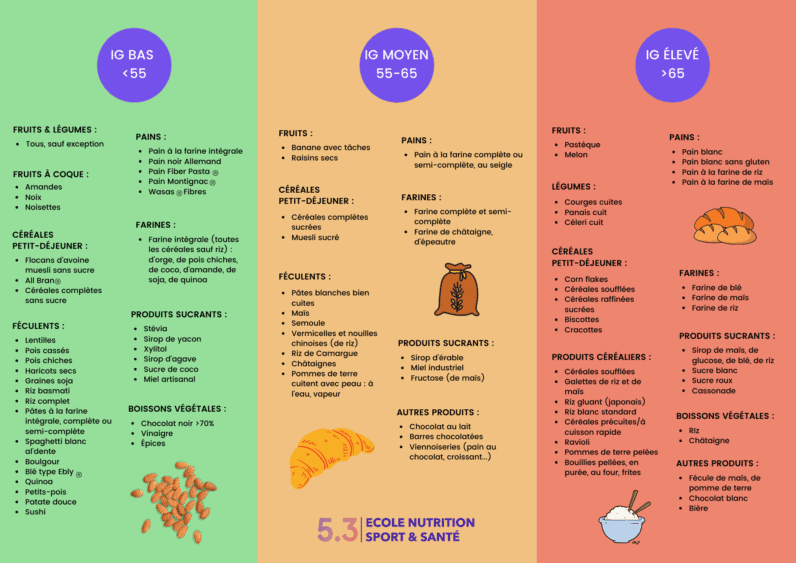 IG BAS
<55
FRUITS & LÉGUMES :
Tous, sauf exception
FRUITS À COQUE :
Amandes
Noix
Noisettes
CÉRÉALES
PETIT-DÉJEUNER :
Flocans d'avoine
muesli sans sucre
All Bran®
Céréales complètes
sans sucre
FÉCULENTS :
Lentilles
Pois cassés
Pois chiches
Haricots secs
Graines soja
Riz basmati
Riz complet
Pâtes à la farine
intégrale, complète ou
semi-complète
Spaghetti blanc
al'dente
Boulgour
Blé type Ebly ®
Quinoa
Petits-pois
Patate douce
Sushi
PAINS :
Pain à la farine intégrale
Pain noir Allemand
Pain Fiber Pasta ®
Pain Montignac ®
Wasas ® Fibres
FARINES :
Farine intégrale (toutes
les céréales sauf riz) :
d'orge, de pois chiches,
de coco, d'amande, de
soja, de quinoa
PRODUITS SUCRANTS :
Stévia
Sirop de yacon
Xylitol
Sirop d'agave
Sucre de coco
Miel artisanal
BOISSONS VÉGÉTALES :
Chocolat noir >70%
Vinaigre
Épices
IG MOYEN
55-65
FRUITS :
Banane avec tâches
Raisins secs
CÉRÉALES
PETIT-DÉJEUNER :
Céréales complètes
sucrées
Muesli sucré
FÉCULENTS :
Pâtes blanches bien
cuites
Maïs
Semoule
Vermicelles et nouilles
chinoises (de riz)
Riz de Camargue
Châtaignes
Pommes de terre
cuitent avec peau : à
l'eau, vapeur
PAINS :
Pain à la farine complète ou
semi-complète, au seigle
FARINES :
Farine complète et semi-
complète
Farine de châtaigne,
d'épeautre
PRODUITS SUCRANTS :
Sirop d'érable
Miel industriel
Fructose (de maïs)
AUTRES PRODUITS :
Chocolat au lait
Barres chocolatées
Viennoiseries (pain au
chocolat, croissant...)
5.3 ECOLE NUTRITION
SPORT & SANTÉ
IG ÉLEVÉ
>65
FRUITS :
Pastèque
Melon
LÉGUMES :
Courges cuites
Panais cuit
Céleri cuit
CÉRÉALES
PETIT-DÉJEUNER :
Corn flakes
Céréales soufflées
Céréales raffinées
sucrées
Biscottes
Cracottes
PRODUITS CÉRÉALIERS :
Céréales soufflées
Galettes de riz et de
maïs
Riz gluant (japonais)
Riz blanc standard
Céréales précuites/à
cuisson rapide
Ravioli
Pommes de terre pelées
Bouillies pellées, en
purée, au four, frites
PAINS :
Pain blanc
Pain blanc sans gluten
Pain à la farine de riz
Pain à la farine de maïs
FARINES :
Farine de blé
Farine de maïs
Farine de riz
PRODUITS SUCRANTS :
Sirop de maïs, de
glucose, de blé, de riz
Sucre blanc
Sucre roux
Cassonade
BOISSONS VÉGÉTALES :
Riz
Châtaigne
AUTRES PRODUITS :
Fécule de maïs, de
pomme de terre
Chocolat blanc
Bière